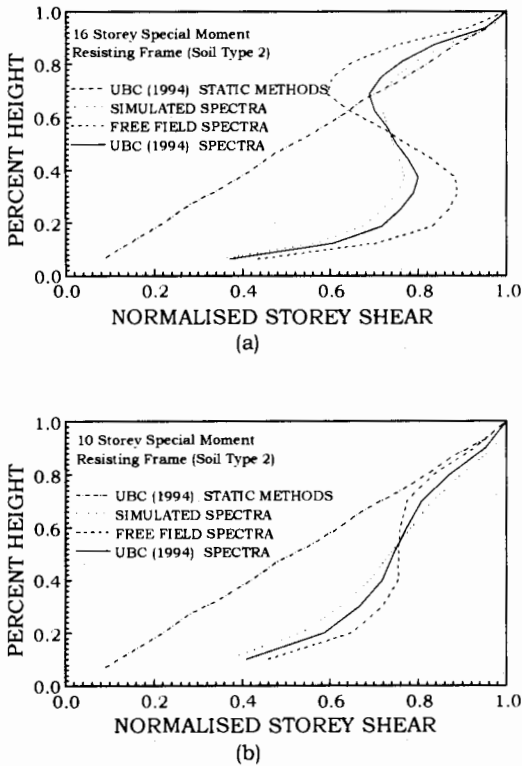 16 Storey Special Moment
Resisting Frame (Soil Type 2)
UBC (1994) STATIC METHODS
SIMULATED SPECTRA
FREE FIELD SPECTRA
UBC (1994) SPECTRA
PERCENT HEIGHT
1.0
0.8
0.6
0.4
0.2
0.0
0.0 0.2 0.4 0.6 0.8 1.0
NORMALISED STOREY SHEAR
(a)
10 Storey Special Moment
Resisting Frame (Soil Type 2)
UBC (1994) STATIC METHODS
SIMULATED SPECTRA
FREE FIELD SPECTRA
UBC (1994) SPECTRA
PERCENT HEIGHT
1.0
0.8
0.6
0.4
0.2
0.0
0.0 0.2 0.4 0.6 0.8 1.0
NORMALISED STOREY SHEAR
(b)